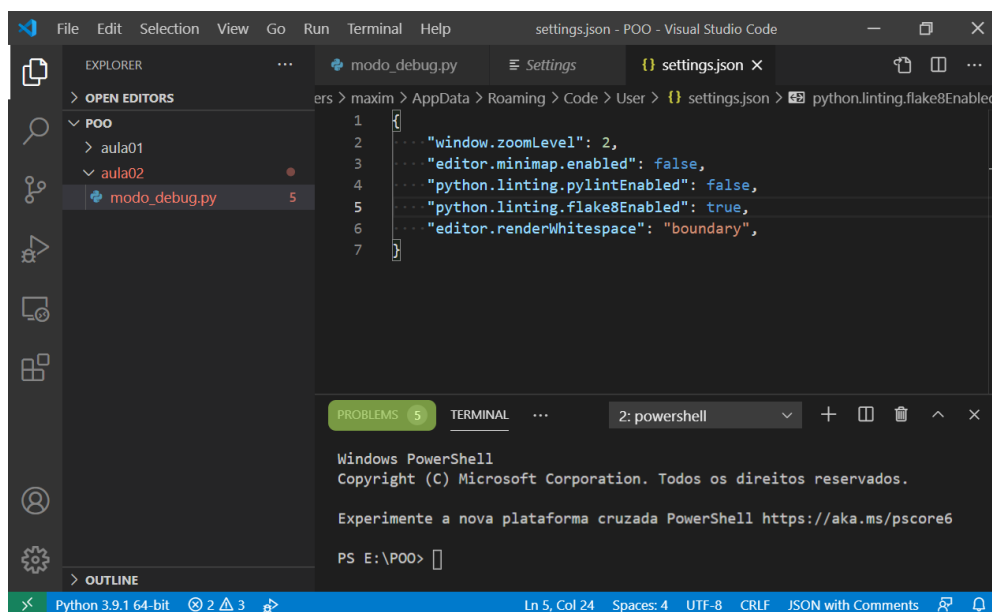 File Edit Selection View Go Run Terminal Help settings.json - POO - Visual Studio Code
EXPLORER ...
OPEN EDITORS
POO
aula01
aula02
modo_debug.py 5
OUTLINE
modo_debug.py Settings {} settings.json
ers > maxim > AppData > Roaming > Code > User > {} settings.json > python.linting.flake8Enabled
1 {
2 ····"window.zoomLevel": 2,
3 ····"editor.minimap.enabled": false,
4 ····"python.linting.pylintEnabled": false,
5 ····"python.linting.flake8Enabled": true,
6 ····"editor.renderWhitespace": "boundary",
7 }
PROBLEMS 5 TERMINAL ... 2: powershell
Windows PowerShell
Copyright (C) Microsoft Corporation. Todos os direitos reservados.
Experimente a nova plataforma cruzada PowerShell https://aka.ms/pscore6
PS E:\POO>
Python 3.9.1 64-bit 2 3 Ln 5, Col 24 Spaces: 4 UTF-8 CRLF JSON with Comments